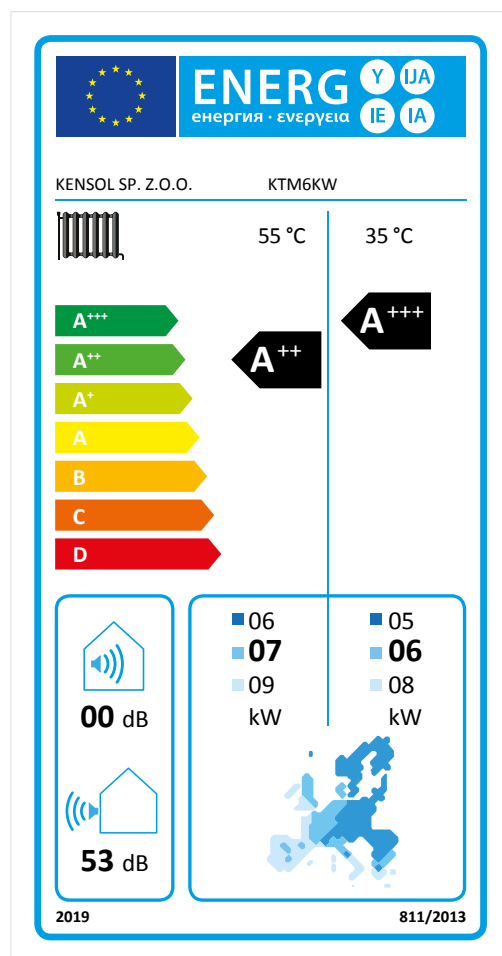 ENERG Y IJA
енергия · ενεργεια IE IA
KENSOL SP. Z.O.O. KTM6KW
55 °C 35 °C
A+++
A+++
A++
A++
A+
A
B
C
D
06 05
07 06
09 08
kW kW
00 dB
53 dB
2019 811/2013